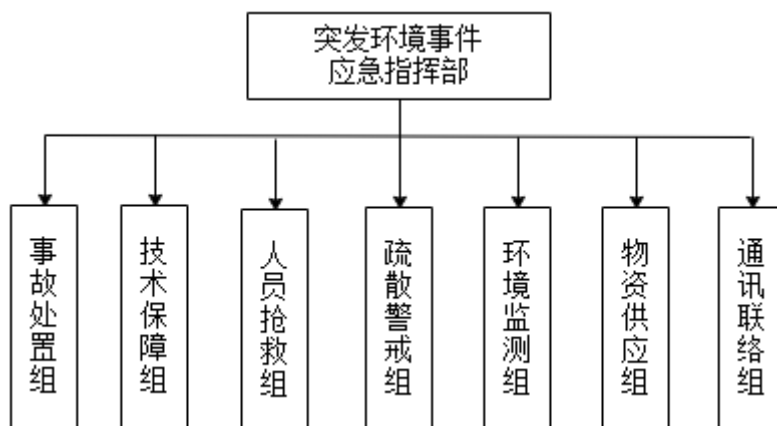 突发环境事件
应急指挥部
事故处置组
技术保障组
人员抢救组
疏散警戒组
环境监测组
物资供应组
通讯联络组